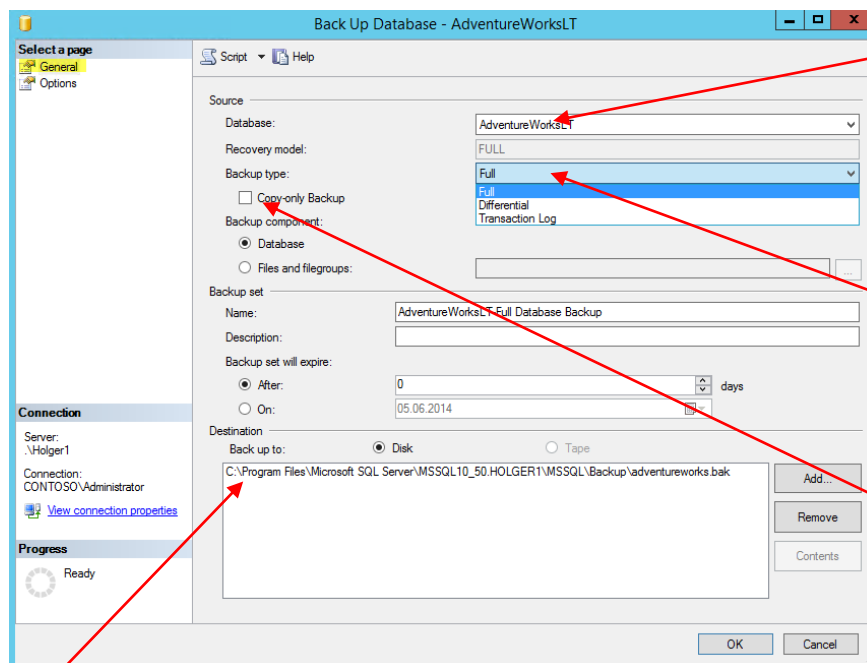 Back Up Database - AdventureWorksLT
Select a page
General
Options
Script Help
Source
Database: AdventureWorksLT
Recovery model: FULL
Backup type: Full
Full
Copy-only Backup
Differential
Transaction Log
Backup component:
Database
Files and filegroups: ...
Backup set
Name: AdventureWorksLT-Full Database Backup
Description:
Backup set will expire:
After: 0 days
On: 05.06.2014
Destination
Back up to: Disk Tape
C:\Program Files\Microsoft SQL Server\MSSQL10_50.HOLGER1\MSSQL\Backup\adventureworks.bak
Add...
Remove
Contents
Connection
Server:
.\Holger1
Connection:
CONTOSO\Administrator
View connection properties
Progress
Ready
OK Cancel